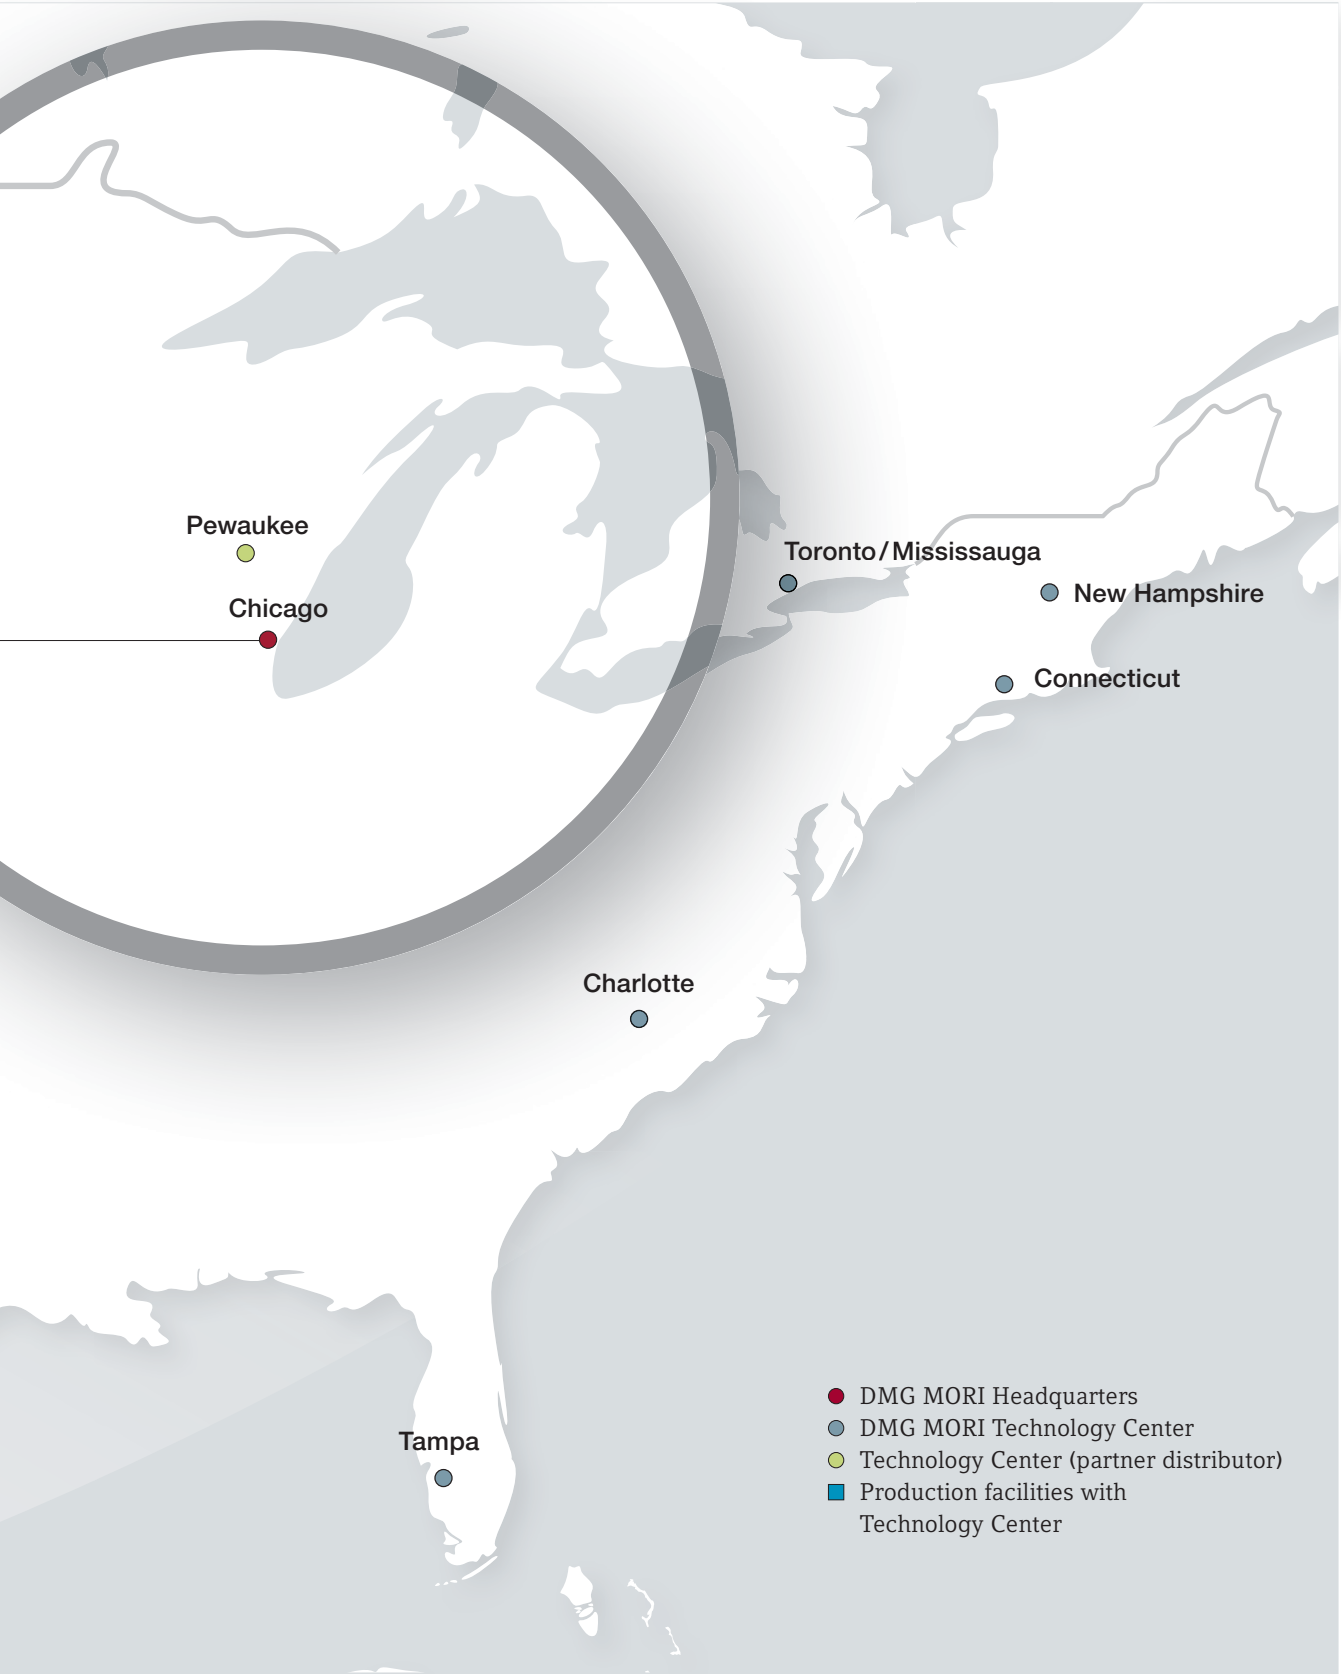 Pewaukee
Toronto / Mississauga
New Hampshire
Chicago
Connecticut
Charlotte
DMG MORI Headquarters
DMG MORI Technology Center
Tampa
Technology Center (partner distributor)
Production facilities with
Technology Center